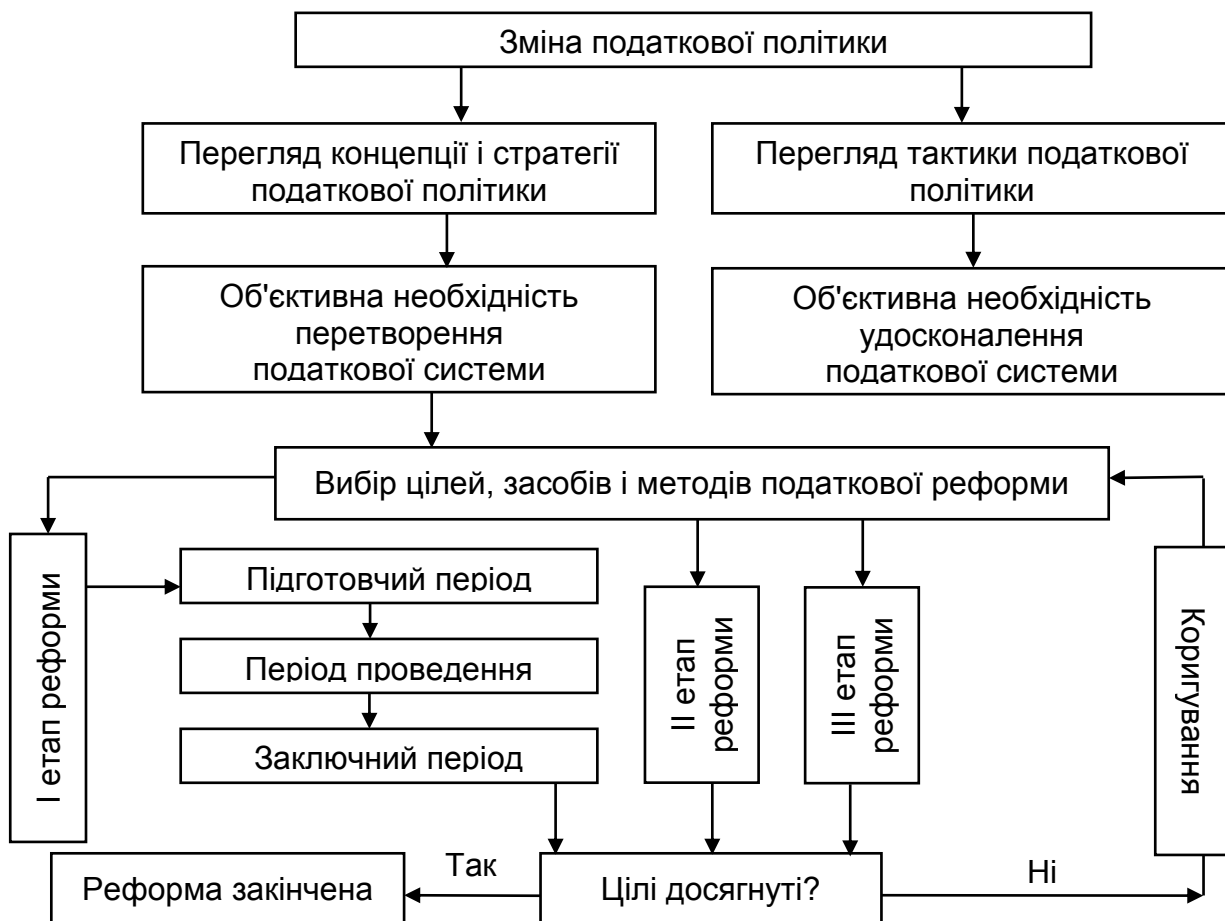 Зміна податкової політики
Перегляд концепції і стратегії
податкової політики
Перегляд тактики податкової
політики
Об'єктивна необхідність
перетворення
податкової системи
Об'єктивна необхідність
удосконалення
податкової системи
Вибір цілей, засобів і методів податкової реформи
І етап реформи
Підготовчий період
Період проведення
Заключний період
ІІ етап
реформи
ІІІ етап
реформи
Коригування
Реформа закінчена
Так
Цілі досягнуті?
Ні